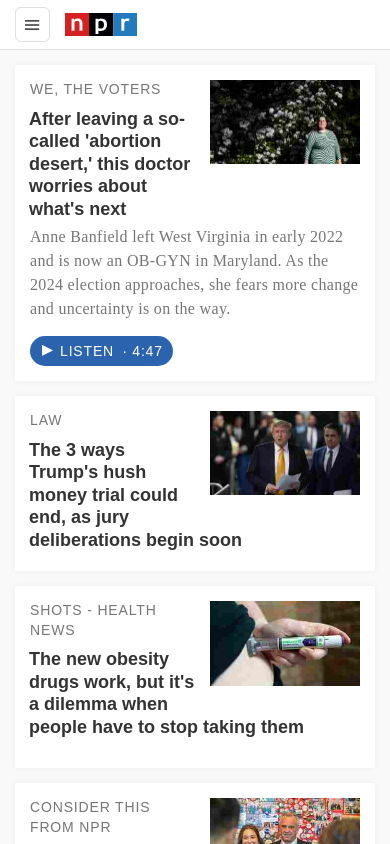 npr
WE, THE VOTERS
After leaving a so-
called 'abortion
desert,' this doctor
worries about
what's next
Anne Banfield left West Virginia in early 2022
and is now an OB-GYN in Maryland. As the
2024 election approaches, she fears more change
and uncertainty is on the way.
LISTEN · 4:47
LAW
The 3 ways
Trump's hush
money trial could
end, as jury
deliberations begin soon
SHOTS - HEALTH
NEWS
The new obesity
drugs work, but it's
a dilemma when
people have to stop taking them
CONSIDER THIS
FROM NPR